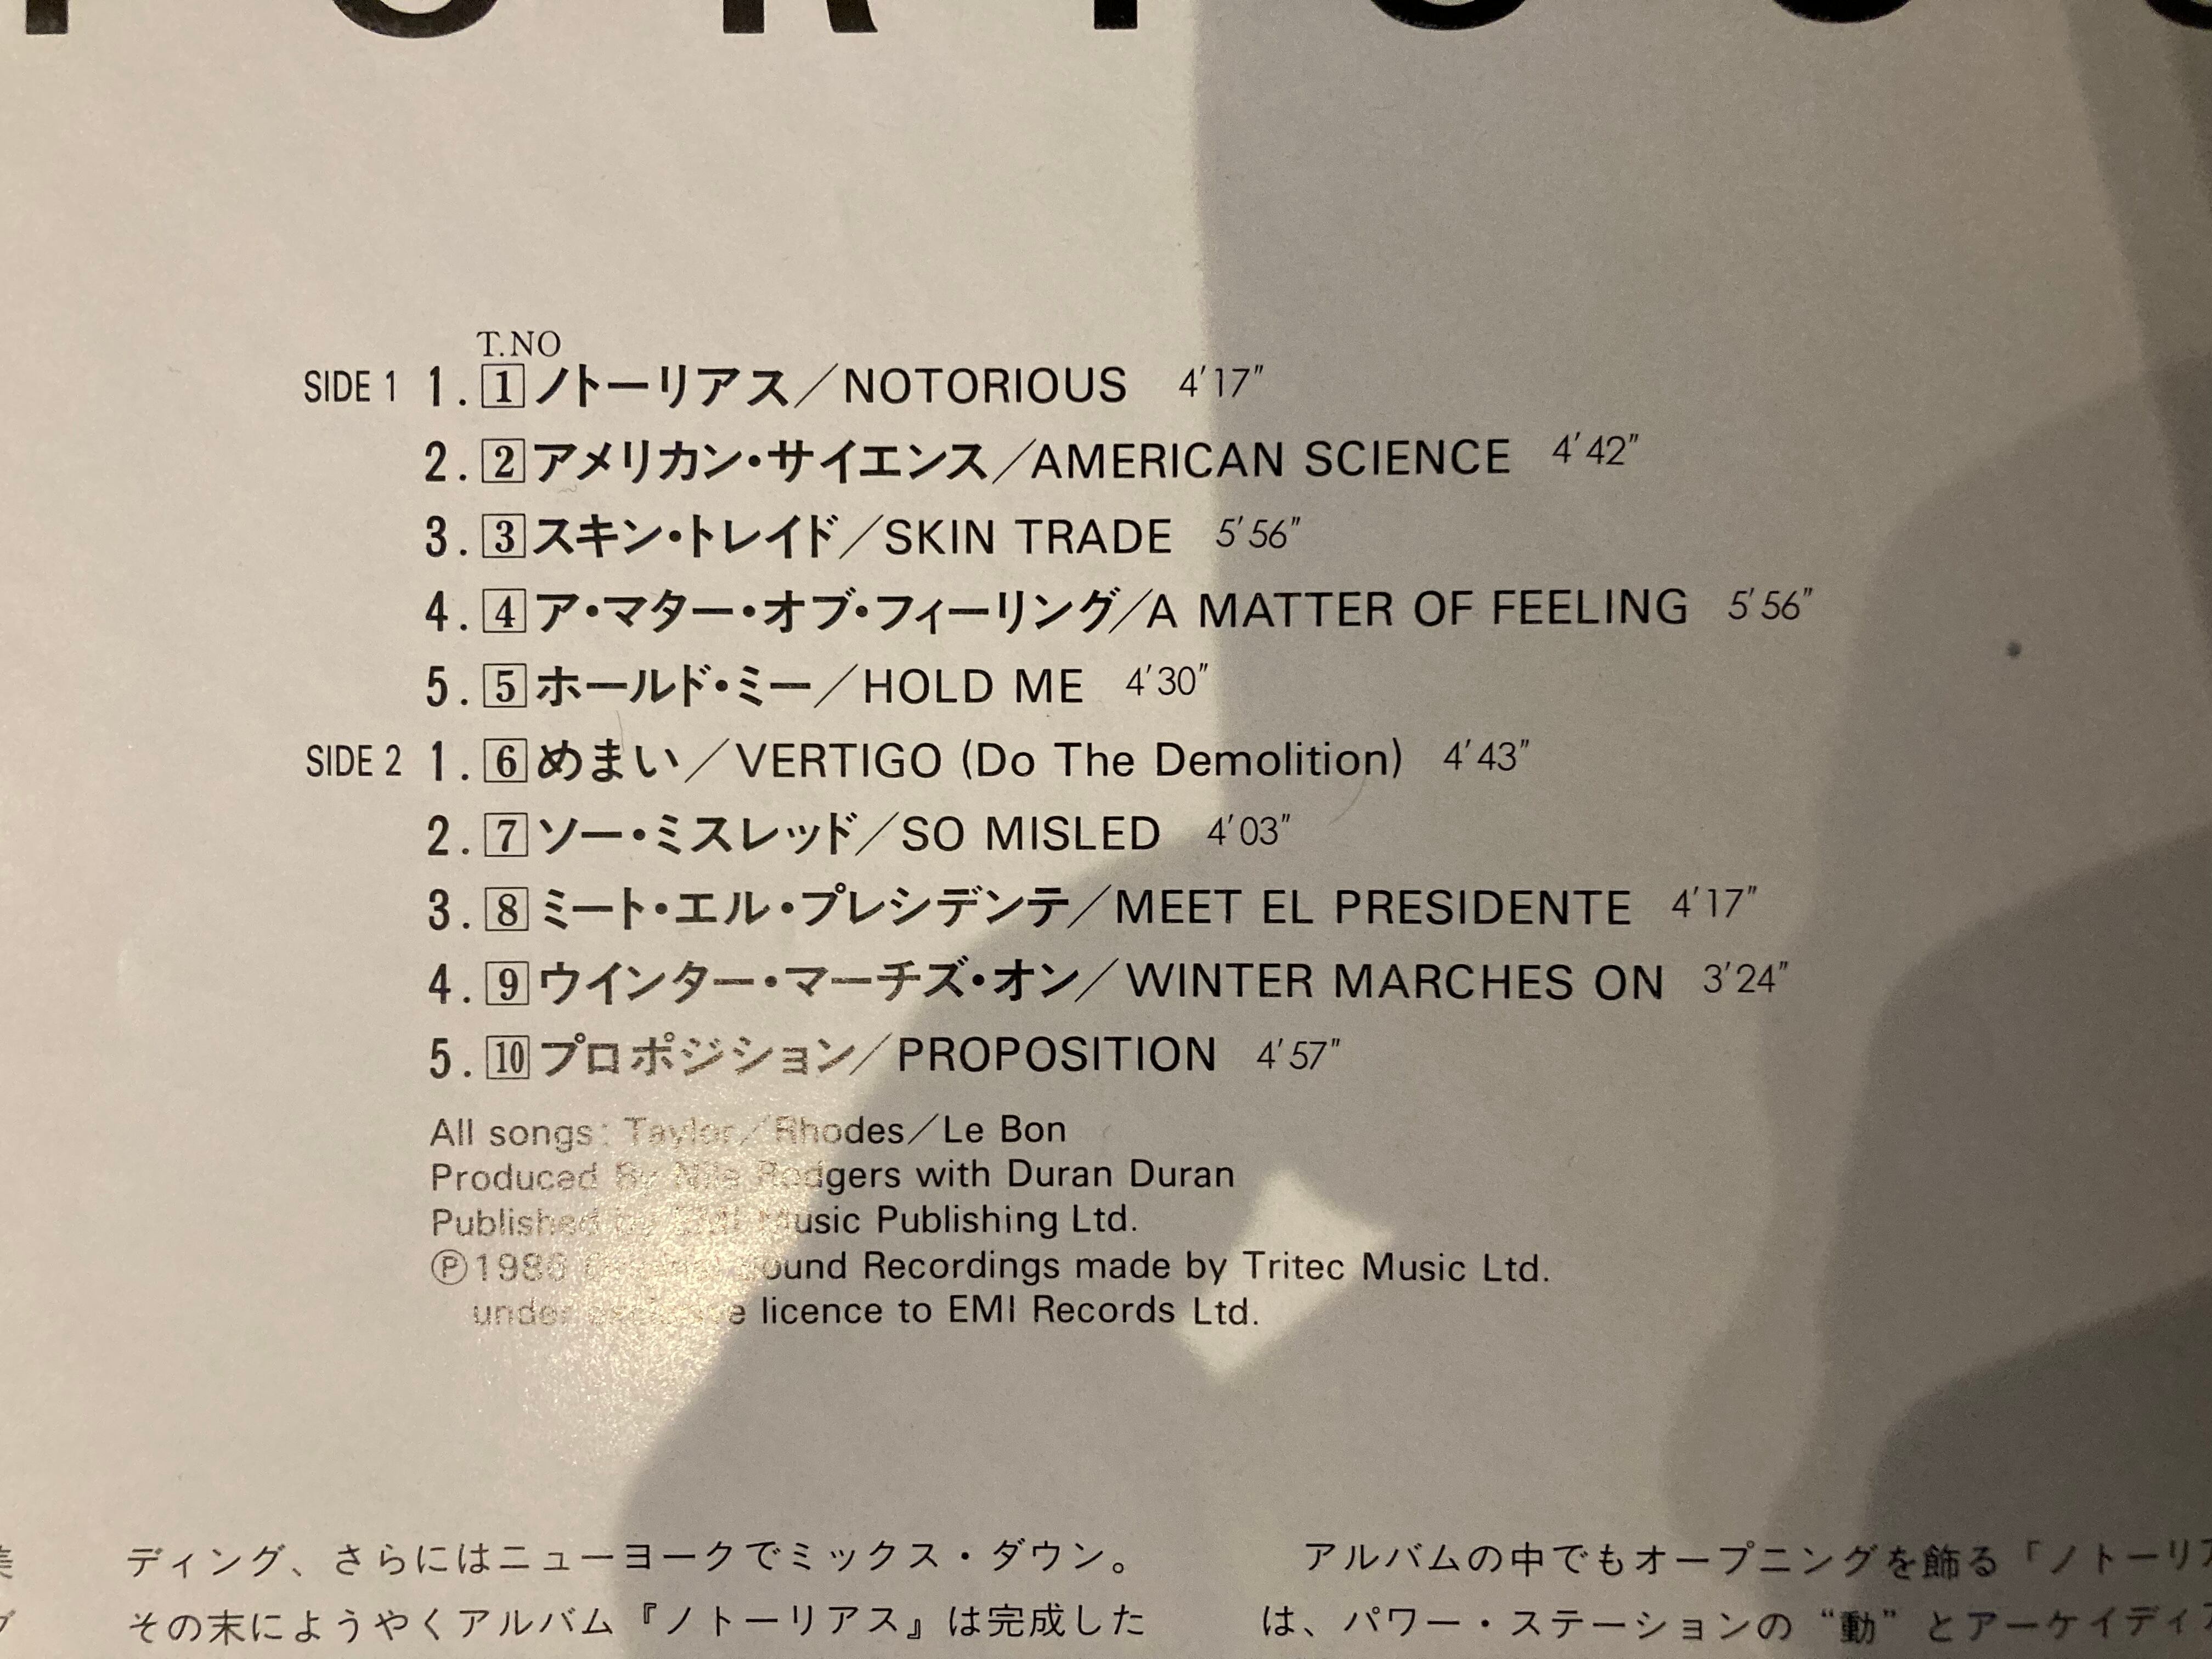 T.NO
SIDE 1 1. 1 ノトーリアス／NOTORIOUS 4′17″
2. 2 アメリカン・サイエンス／AMERICAN SCIENCE 4′42″
3. 3 スキン・トレイド／SKIN TRADE 5′56″
4. 4 ア・マター・オブ・フィーリング／A MATTER OF FEELING 5′56″
5. 5 ホールド・ミー／HOLD ME 4′30″
SIDE 2 1. 6 めまい／VERTIGO (Do The Demolition) 4′43″
2. 7 ソー・ミスレッド／SO MISLED 4′03″
3. 8 ミート・エル・プレシデンテ／MEET EL PRESIDENTE 4′17″
4. 9 ウインター・マーチズ・オン／WINTER MARCHES ON 3′24″
5. 10 プロポジション／PROPOSITION 4′57″
All songs: Taylor／Rhodes／Le Bon
Produced By Nile Rodgers with Duran Duran
Published by EMI Music Publishing Ltd.
Ⓟ1986 Sound Recordings made by Tritec Music Ltd.
under exclusive licence to EMI Records Ltd.
ディング、さらにはニューヨークでミックス・ダウン。
その末にようやくアルバム『ノトーリアス』は完成した
アルバムの中でもオープニングを飾る「ノトーリア
は、パワー・ステーションの“動”とアーケイディア